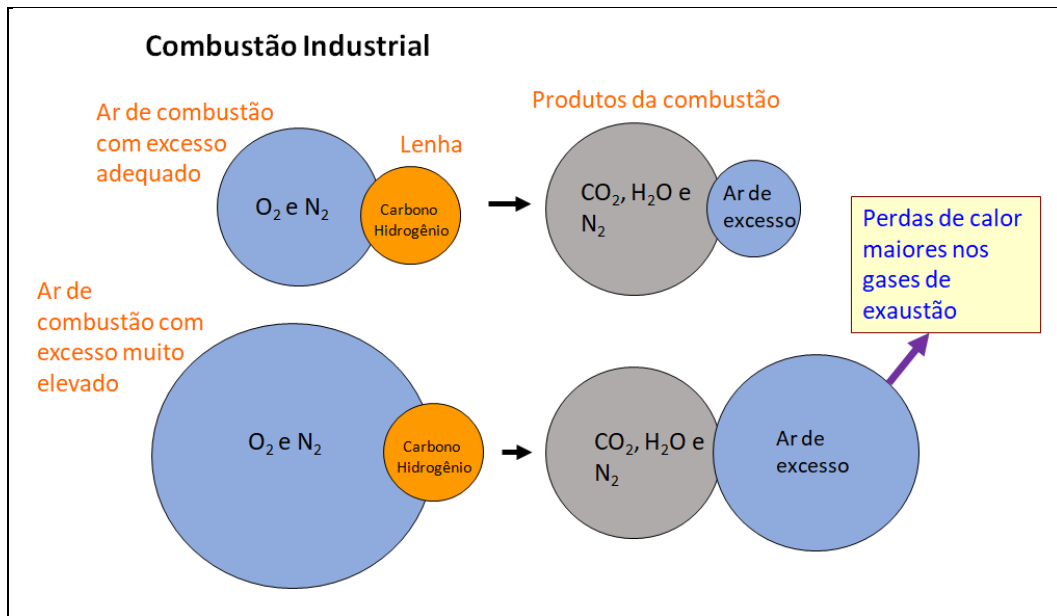 Combustão Industrial
Ar de combustão
com excesso
adequado
Lenha
Produtos da combustão
O₂ e N₂
Carbono
Hidrogênio
CO₂, H₂O e
N₂
Ar de
excesso
Perdas de calor
maiores nos
gases de
exaustão
Ar de
combustão com
excesso muito
elevado
O₂ e N₂
Carbono
Hidrogênio
CO₂, H₂O e
N₂
Ar de
excesso